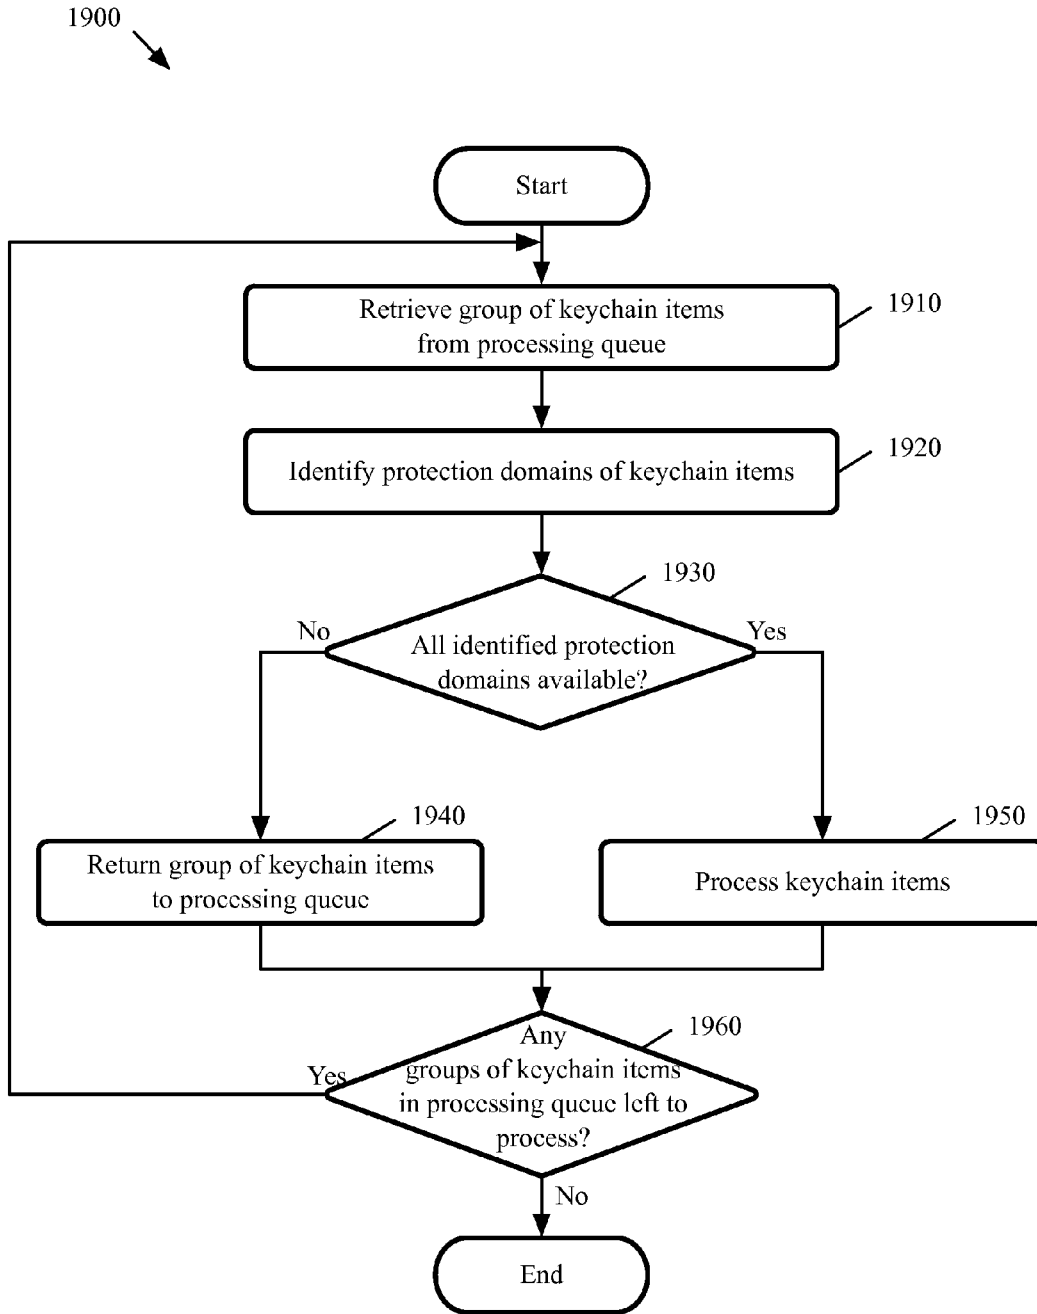 1900
Start
Retrieve group of keychain items
from processing queue
1910
Identify protection domains of keychain items
1920
1930
No
Yes
All identified protection
domains available?
1940
1950
Return group of keychain items
to processing queue
Process keychain items
1960
Any
groups of keychain items
in processing queue left to
process?
Yes
No
End